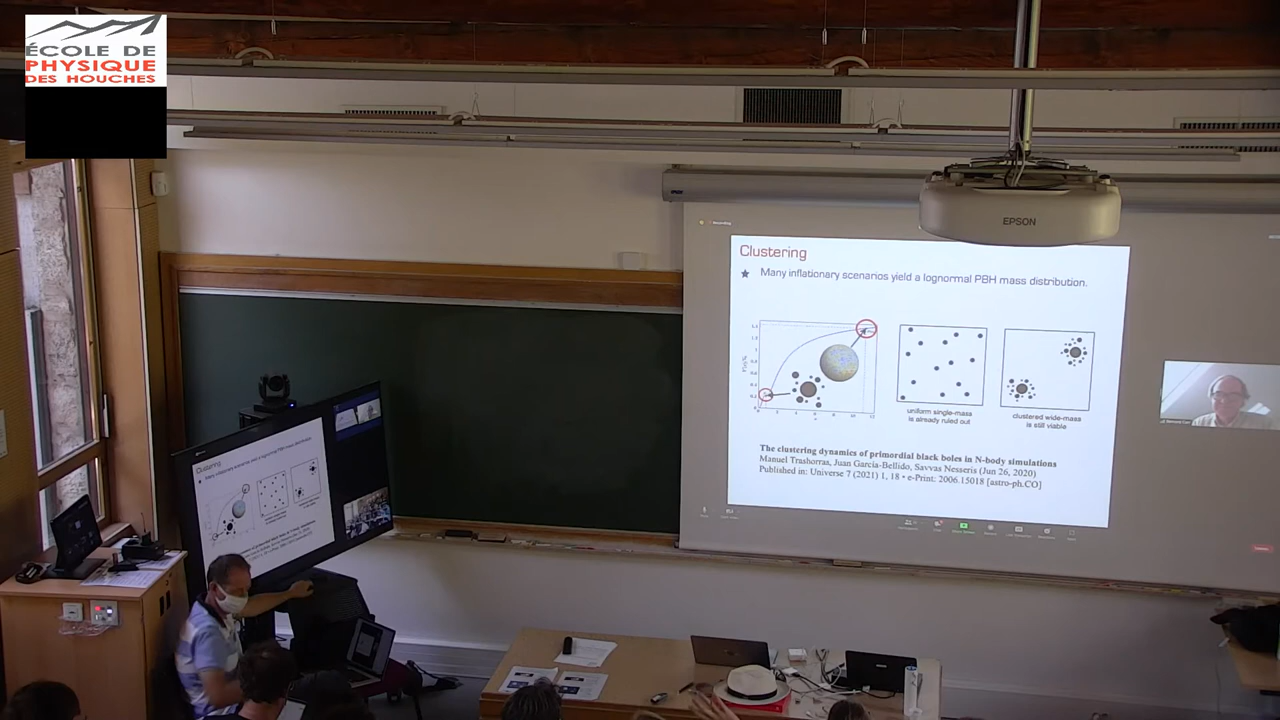 ÉCOLE DE
PHYSIQUE
DES HOUCHES
EPSON
Clustering
★ Many inflationary scenarios yield a lognormal PBH mass distribution.
uniform single-mass
is already ruled out
clustered wide-mass
is still viable
The clustering dynamics of primordial black boles in N-body simulations
Manuel Trashorras, Juan García-Bellido, Savvas Nesseris (Jun 26, 2020)
Published in: Universe 7 (2021) 1, 18 • e-Print: 2006.15018 [astro-ph.CO]
Clustering